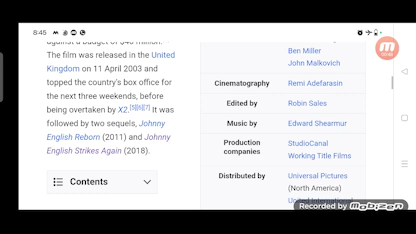 8:45
against a budget of $40 million.
The film was released in the United
Kingdom on 11 April 2003 and
topped the country's box office for
the next three weekends, before
being overtaken by X2.[5][6][7] It was
followed by two sequels, Johnny
English Reborn (2011) and Johnny
English Strikes Again (2018).
Contents
Ben Miller
John Malkovich
Cinematography Remi Adefarasin
Edited by Robin Sales
Music by Edward Shearmur
Production companies StudioCanal
Working Title Films
Distributed by Universal Pictures
(North America)
United International
Recorded by Mobizen